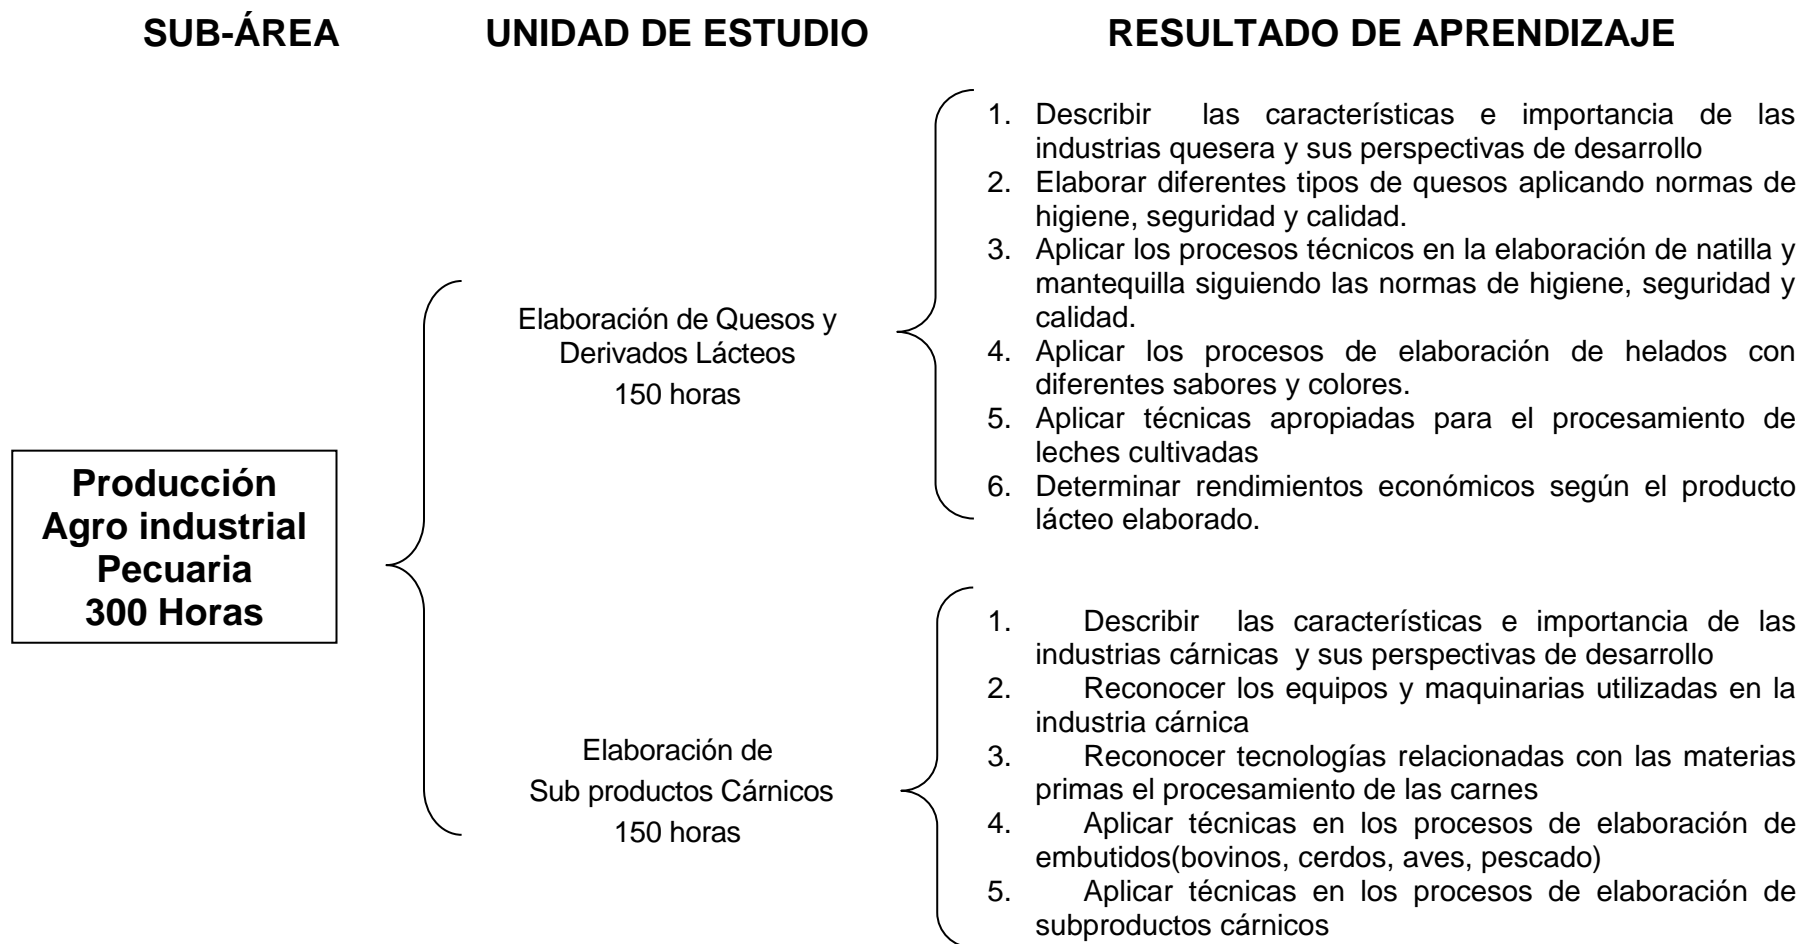 SUB-ÁREA UNIDAD DE ESTUDIO RESULTADO DE APRENDIZAJE
Producción
Agro industrial
Pecuaria
300 Horas
Elaboración de Quesos y
Derivados Lácteos
150 horas
1. Describir las características e importancia de las
industrias quesera y sus perspectivas de desarrollo
2. Elaborar diferentes tipos de quesos aplicando normas de
higiene, seguridad y calidad.
3. Aplicar los procesos técnicos en la elaboración de natilla y
mantequilla siguiendo las normas de higiene, seguridad y
calidad.
4. Aplicar los procesos de elaboración de helados con
diferentes sabores y colores.
5. Aplicar técnicas apropiadas para el procesamiento de
leches cultivadas
6. Determinar rendimientos económicos según el producto
lácteo elaborado.
Elaboración de
Sub productos Cárnicos
150 horas
1. Describir las características e importancia de las
industrias cárnicas y sus perspectivas de desarrollo
2. Reconocer los equipos y maquinarias utilizadas en la
industria cárnica
3. Reconocer tecnologías relacionadas con las materias
primas el procesamiento de las carnes
4. Aplicar técnicas en los procesos de elaboración de
embutidos(bovinos, cerdos, aves, pescado)
5. Aplicar técnicas en los procesos de elaboración de
subproductos cárnicos